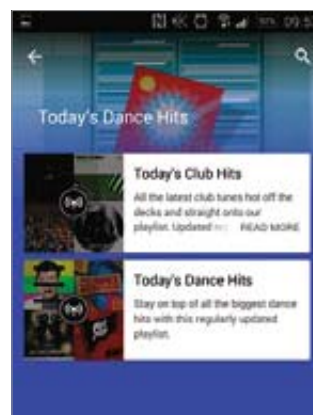 09:5
Today's Dance Hits
Today's Club Hits
All the latest club tunes hot off the
decks and straight onto our
playlist. Updated READ MORE
Today's Dance Hits
Stay on top of all the biggest dance
hits with this regularly updated
playlist.